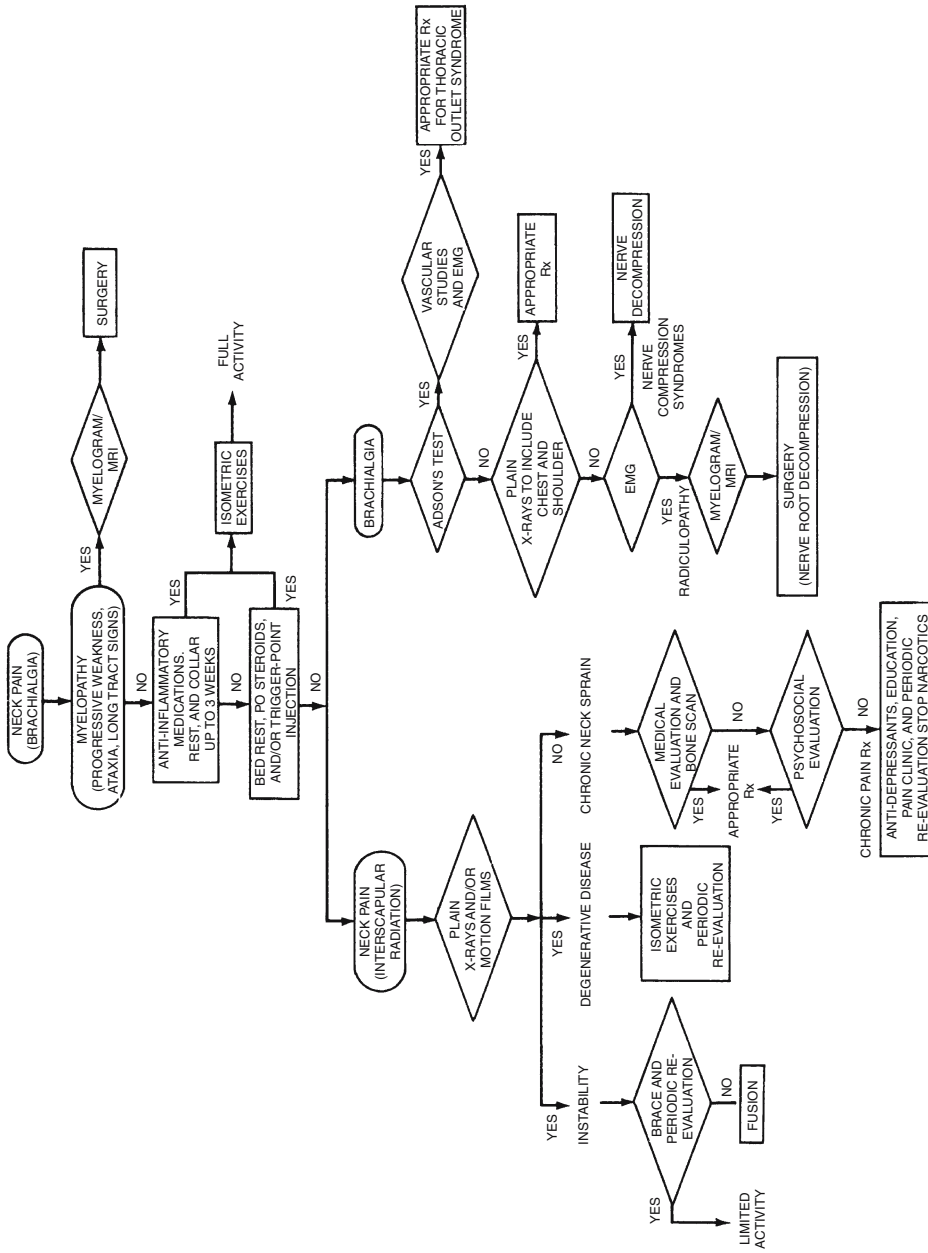 NECK PAIN
(BRACHIALGIA)
MYELOPATHY
(PROGRESSIVE WEAKNESS,
ATAXIA, LONG TRACT SIGNS)
YES
MYELOGRAM/
MRI
SURGERY
NO
ANTI-INFLAMMATORY
MEDICATIONS.
REST, AND COLLAR
UP TO 3 WEEKS
YES
ISOMETRIC
EXERCISES
FULL
ACTIVITY
NO
BED REST, PO STEROIDS,
AND/OR TRIGGER-POINT
INJECTION
YES
NO
NECK PAIN
(INTERSCAPULAR
RADIATION)
PLAIN
X-RAYS AND/OR
MOTION FILMS
YES
INSTABILITY
BRACE AND
PERIODIC RE-
EVALUATION
YES
LIMITED
ACTIVITY
NO
FUSION
YES
DEGENERATIVE DISEASE
ISOMETRIC
EXERCISES
AND
PERIODIC
RE-EVALUATION
NO
CHRONIC NECK SPRAIN
MEDICAL
EVALUATION AND
BONE SCAN
YES
APPROPRIATE
Rx
NO
YES
PSYCHOSOCIAL
EVALUATION
NO
CHRONIC PAIN Rx
ANTI-DEPRESSANTS, EDUCATION,
PAIN CLINIC, AND PERIODIC
RE-EVALUATION STOP NARCOTICS
BRACHIALGIA
ADSON'S TEST
YES
VASCULAR
STUDIES
AND EMG
YES
APPROPRIATE Rx
FOR THORACIC
OUTLET SYNDROME
NO
PLAIN
X-RAYS TO INCLUDE
CHEST AND
SHOULDER
YES
APPROPRIATE
Rx
NO
EMG
YES
NERVE
COMPRESSION
SYNDROMES
NERVE
DECOMPRESSION
YES
RADICULOPATHY
MYELOGRAM/
MRI
SURGERY
(NERVE ROOT DECOMPRESSION)